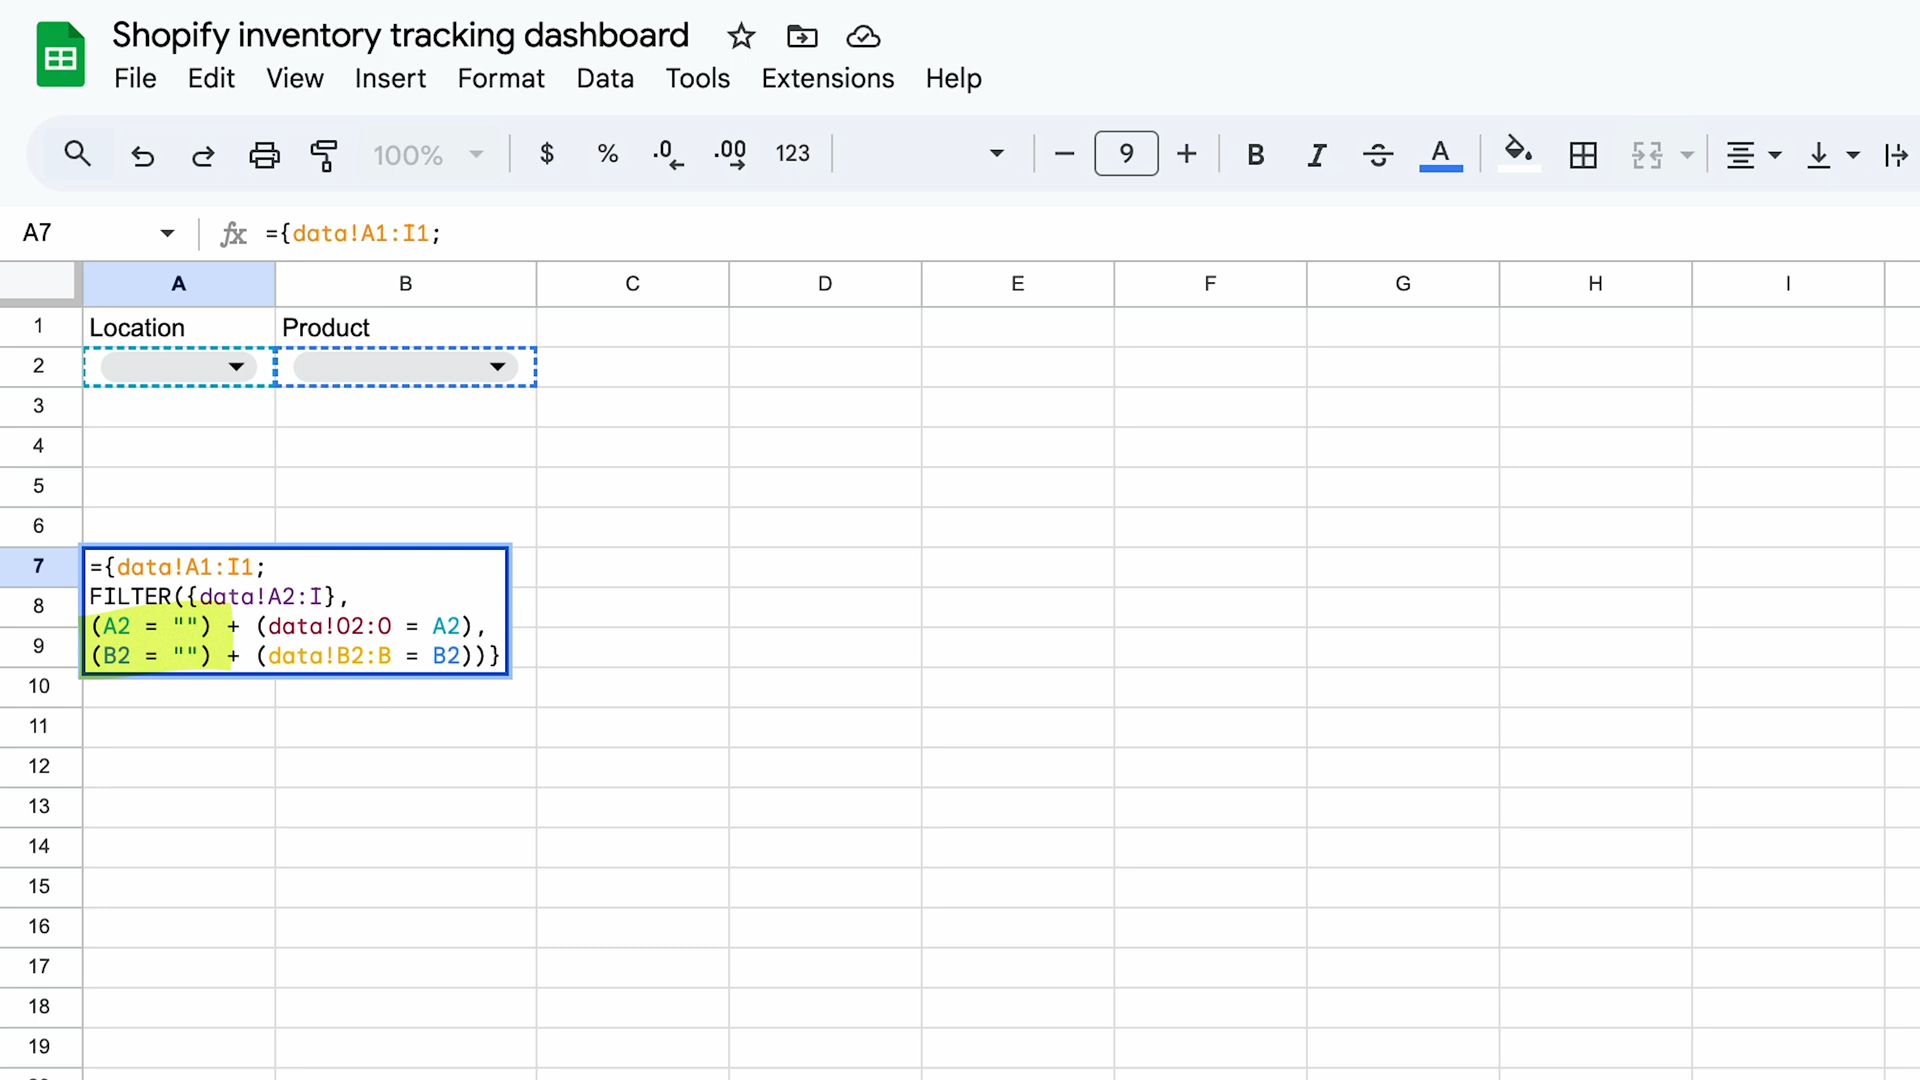 Shopify inventory tracking dashboard
File Edit View Insert Format Data Tools Extensions Help
100% $ % .0 .00 123 9 B I S A
A7 fx ={data!A1:I1;
A B C D E F G H I
1 Location Product
2
3
4
5
6
7 ={data!A1:I1;
8 FILTER({data!A2:I},
(A2 = "") + (data!O2:O = A2),
9 (B2 = "") + (data!B2:B = B2))}
10
11
12
13
14
15
16
17
18
19